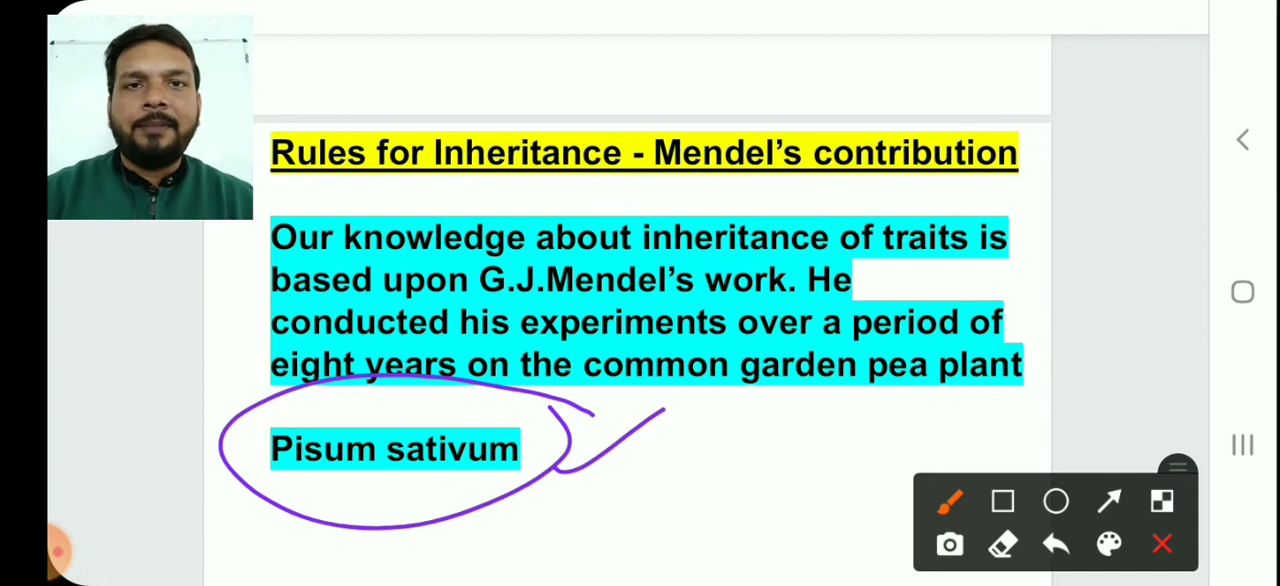 Rules for Inheritance - Mendel’s contribution
Our knowledge about inheritance of traits is
based upon G.J.Mendel’s work. He
conducted his experiments over a period of
eight years on the common garden pea plant
Pisum sativum